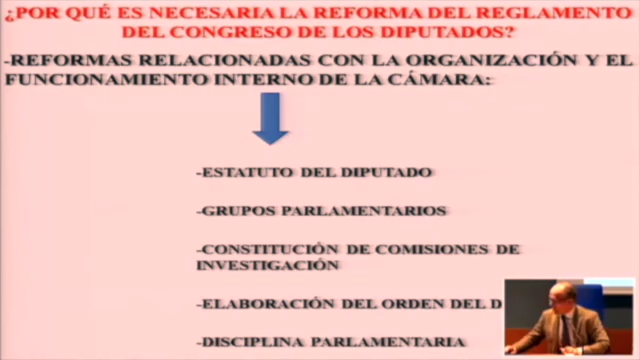 ¿POR QUÉ ES NECESARIA LA REFORMA DEL REGLAMENTO
DEL CONGRESO DE LOS DIPUTADOS?
-REFORMAS RELACIONADAS CON LA ORGANIZACIÓN Y EL
FUNCIONAMIENTO INTERNO DE LA CÁMARA:
-ESTATUTO DEL DIPUTADO
-GRUPOS PARLAMENTARIOS
-CONSTITUCIÓN DE COMISIONES DE
INVESTIGACIÓN
-ELABORACIÓN DEL ORDEN DEL
-DISCIPLINA PARLAMENTARIA